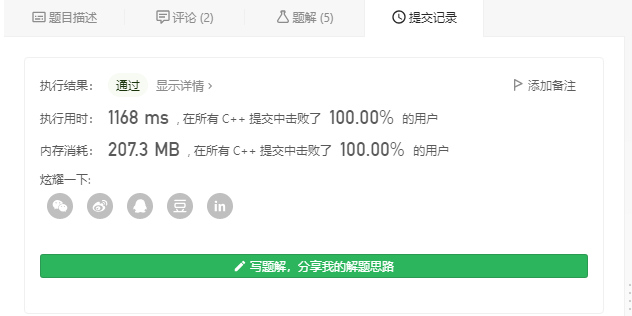 题目描述 评论 (2) 题解 (5) 提交记录
执行结果： 通过 显示详情 › 添加备注
执行用时： 1168 ms , 在所有 C++ 提交中击败了 100.00% 的用户
内存消耗： 207.3 MB , 在所有 C++ 提交中击败了 100.00% 的用户
炫耀一下:
豆 in
写题解，分享我的解题思路